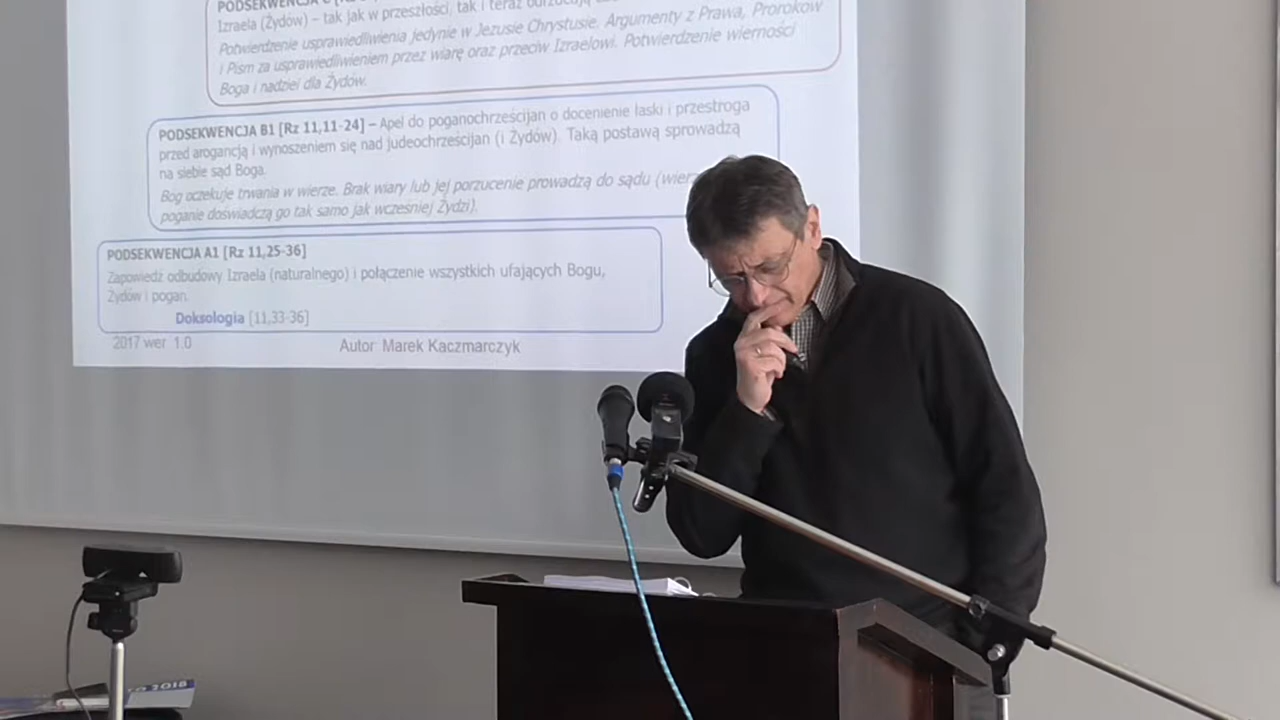 PODSEKWENCJA C
Izraela (Żydów) – tak jak w przeszłości, tak i teraz odrzucają
Potwierdzenie usprawiedliwienia jedynie w Jezusie Chrystusie. Argumenty z Prawa, Proroków
i Pism za usprawiedliwieniem przez wiarę oraz przeciw Izraelowi. Potwierdzenie wierności
Boga i nadziei dla Żydów.
PODSEKWENCJA B1 [Rz 11,11-24] – Apel do poganochrześcijan o docenienie łaski i przestroga
przed arogancją i wynoszeniem się nad judeochrześcijan (i Żydów). Taką postawą sprowadzą
na siebie sąd Boga.
Bog oczekuje trwania w wierze. Brak wiary lub jej porzucenie prowadzą do sądu
poganie doświadczą go tak samo jak wcześniej Żydzi).
PODSEKWENCJA A1 [Rz 11,25-36]
Zapowiedź odbudowy Izraela (naturalnego) i połączenie wszystkich ufających Bogu,
Żydów i pogan.
Doksologia [11,33-36]
2017 wer 1.0
Autor: Marek Kaczmarczyk
2018